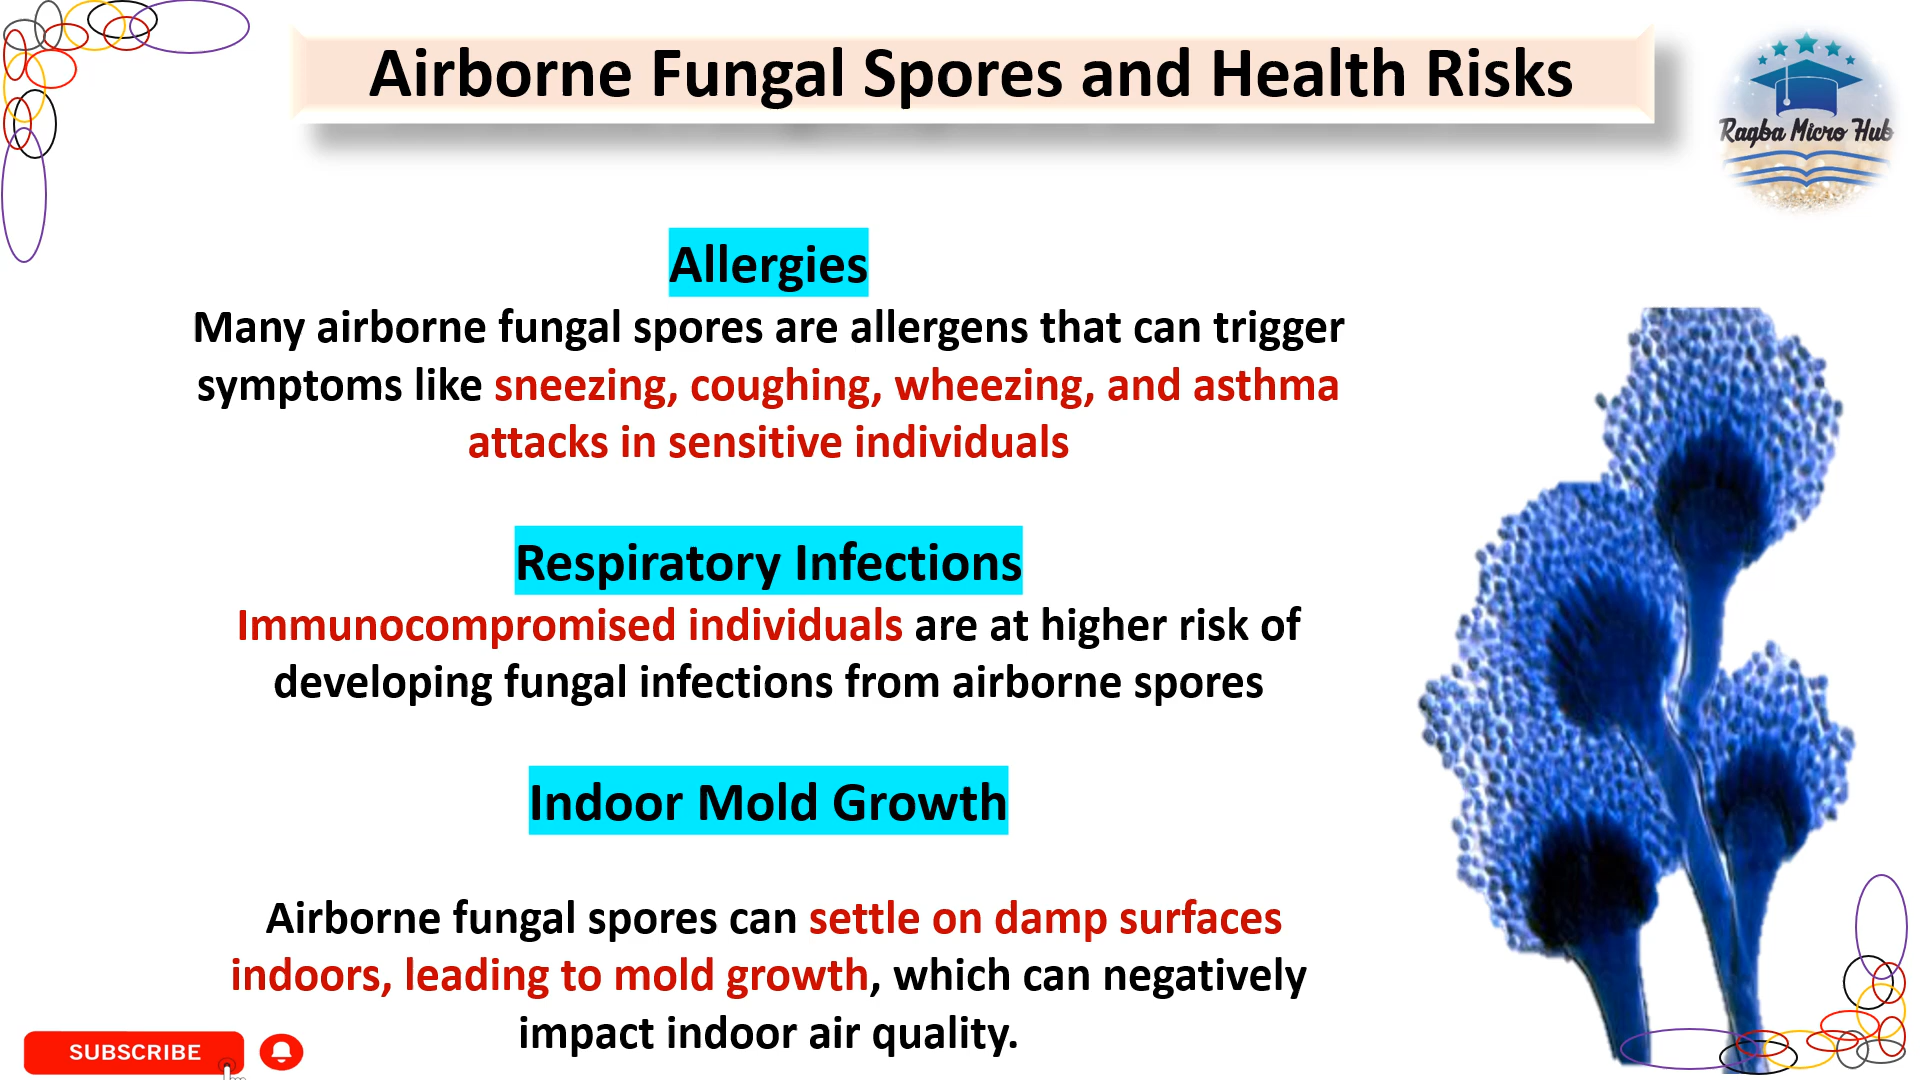 Airborne Fungal Spores and Health Risks
Raqba Micro Hub
Allergies
Many airborne fungal spores are allergens that can trigger
symptoms like sneezing, coughing, wheezing, and asthma
attacks in sensitive individuals
Respiratory Infections
Immunocompromised individuals are at higher risk of
developing fungal infections from airborne spores
Indoor Mold Growth
Airborne fungal spores can settle on damp surfaces
indoors, leading to mold growth, which can negatively
impact indoor air quality.
SUBSCRIBE